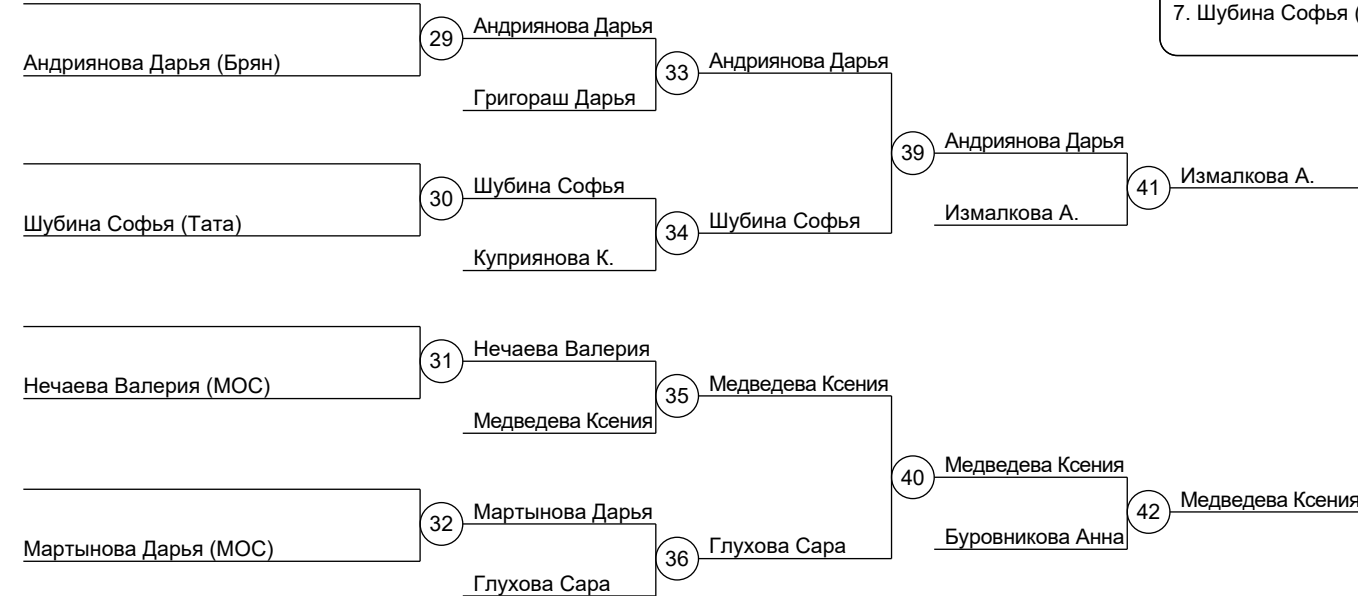 7. Шубина Софья (
Андриянова Дарья
29
Андриянова Дарья (Брян)
Андриянова Дарья
33
Григораш Дарья
Андриянова Дарья
39
Шубина Софья
30
Измалкова А.
41
Измалкова А.
Шубина Софья (Тата)
Шубина Софья
34
Куприянова К.
Нечаева Валерия
31
Нечаева Валерия (МОС)
Медведева Ксения
35
Медведева Ксения
Медведева Ксения
40
Медведева Ксения
42
Мартынова Дарья
32
Буровникова Анна
Мартынова Дарья (МОС)
Глухова Сара
36
Глухова Сара